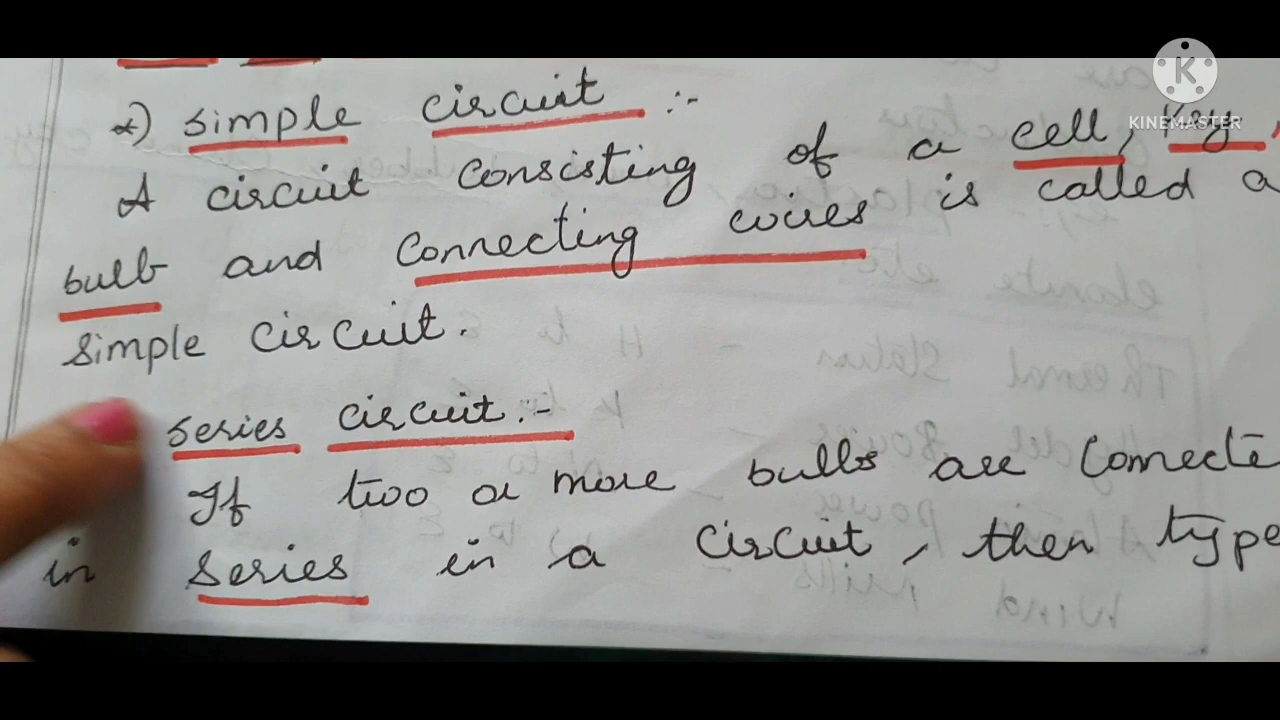 *) simple circuit :-
A circuit consisting of a cell, Key,
bulb and connecting wires is called a
simple circuit.
series circuit :-
If two or more bulbs are connecte
in series in a circuit, then type
KINEMASTER